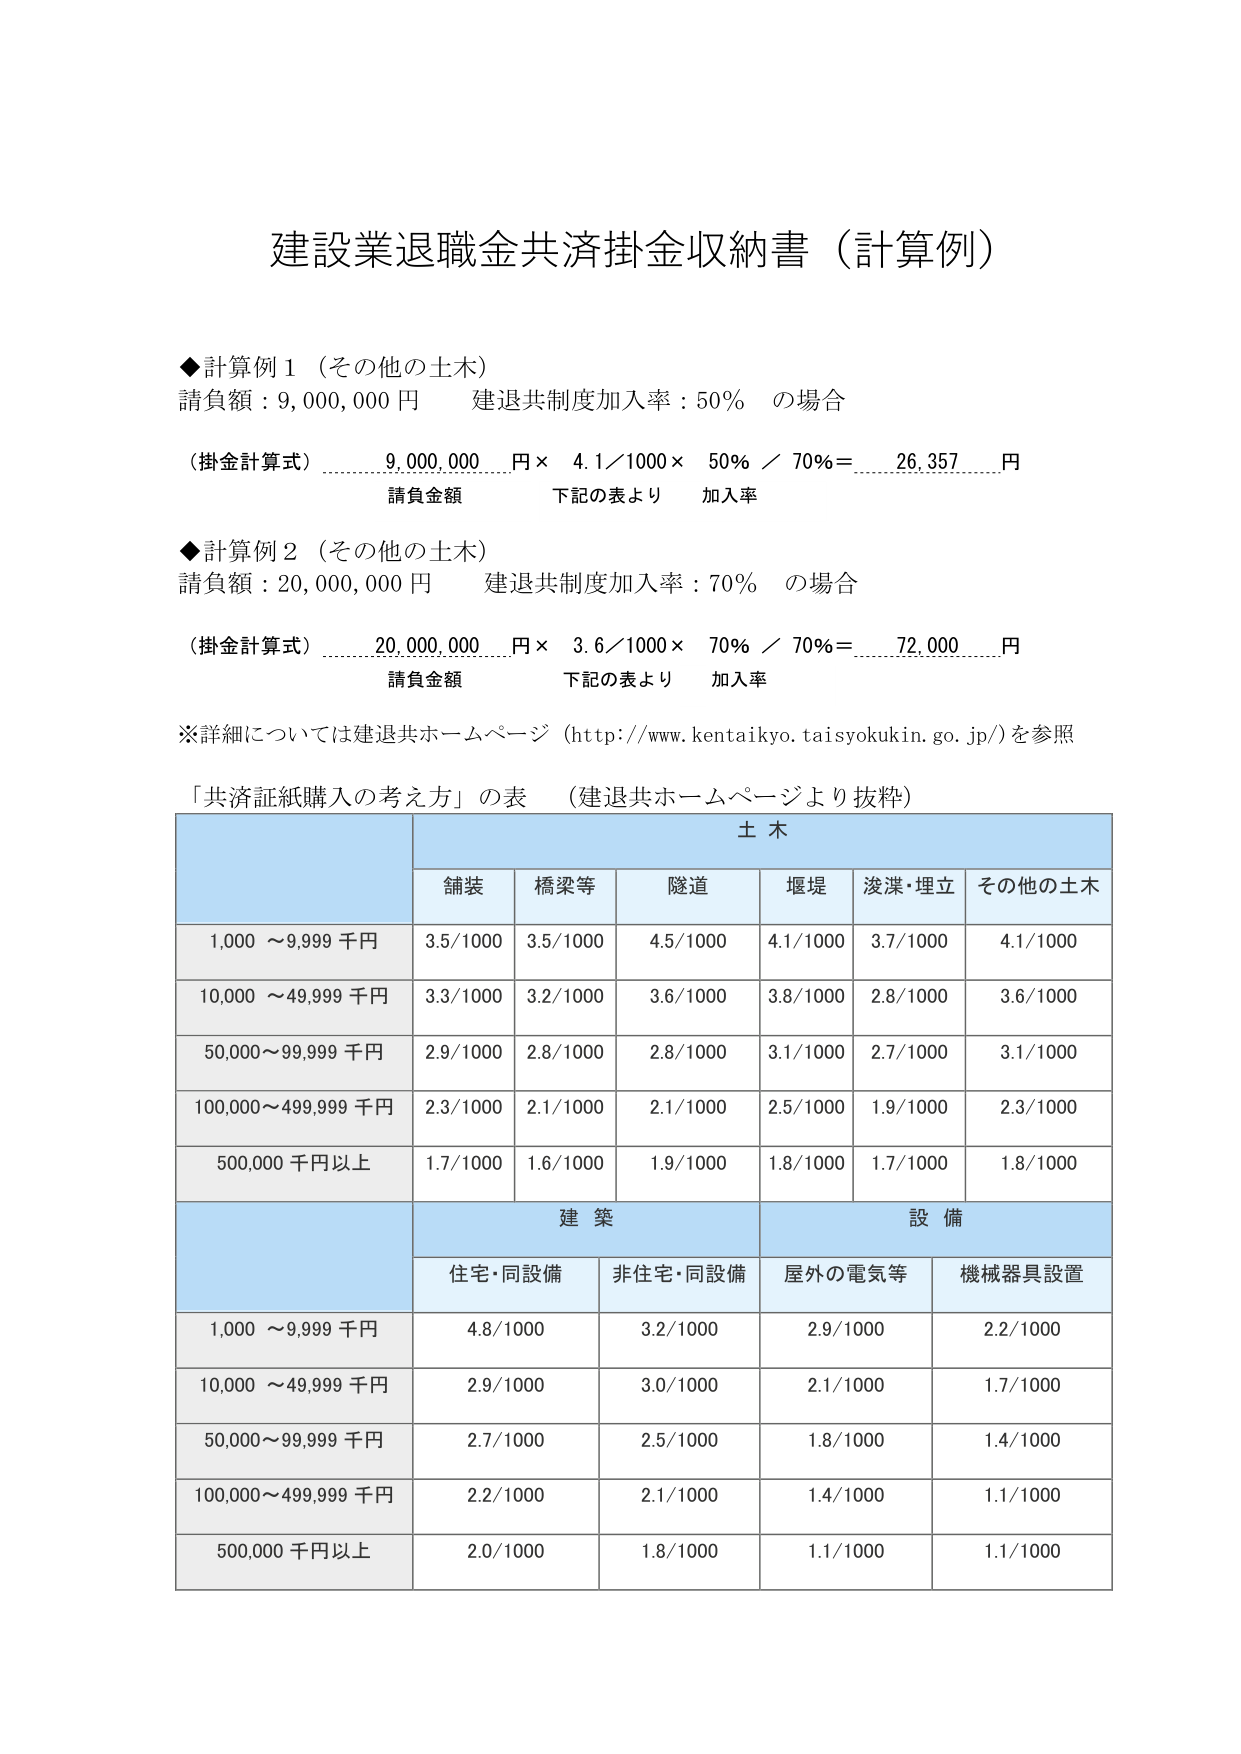 建設業退職金共済掛金収納書（計算例）
◆計算例１（その他の土木）
請負額：9,000,000 円　　建退共制度加入率：50％　の場合
（掛金計算式）　9,000,000　円×　4.1／1000×　50% ／ 70%＝　26,357　円
請負金額　下記の表より　加入率
◆計算例２（その他の土木）
請負額：20,000,000 円　　建退共制度加入率：70％　の場合
（掛金計算式）　20,000,000　円×　3.6／1000×　70% ／ 70%＝　72,000　円
請負金額　下記の表より　加入率
※詳細については建退共ホームページ（http://www.kentaikyo.taisyokukin.go.jp/)を参照
「共済証紙購入の考え方」の表　（建退共ホームページより抜粋）
土 木
舗装 橋梁等 隧道 堰堤 浚渫・埋立 その他の土木
1,000 ～9,999 千円 3.5/1000 3.5/1000 4.5/1000 4.1/1000 3.7/1000 4.1/1000
10,000 ～49,999 千円 3.3/1000 3.2/1000 3.6/1000 3.8/1000 2.8/1000 3.6/1000
50,000～99,999 千円 2.9/1000 2.8/1000 2.8/1000 3.1/1000 2.7/1000 3.1/1000
100,000～499,999 千円 2.3/1000 2.1/1000 2.1/1000 2.5/1000 1.9/1000 2.3/1000
500,000 千円以上 1.7/1000 1.6/1000 1.9/1000 1.8/1000 1.7/1000 1.8/1000
建 築 設 備
住宅・同設備 非住宅・同設備 屋外の電気等 機械器具設置
1,000 ～9,999 千円 4.8/1000 3.2/1000 2.9/1000 2.2/1000
10,000 ～49,999 千円 2.9/1000 3.0/1000 2.1/1000 1.7/1000
50,000～99,999 千円 2.7/1000 2.5/1000 1.8/1000 1.4/1000
100,000～499,999 千円 2.2/1000 2.1/1000 1.4/1000 1.1/1000
500,000 千円以上 2.0/1000 1.8/1000 1.1/1000 1.1/1000